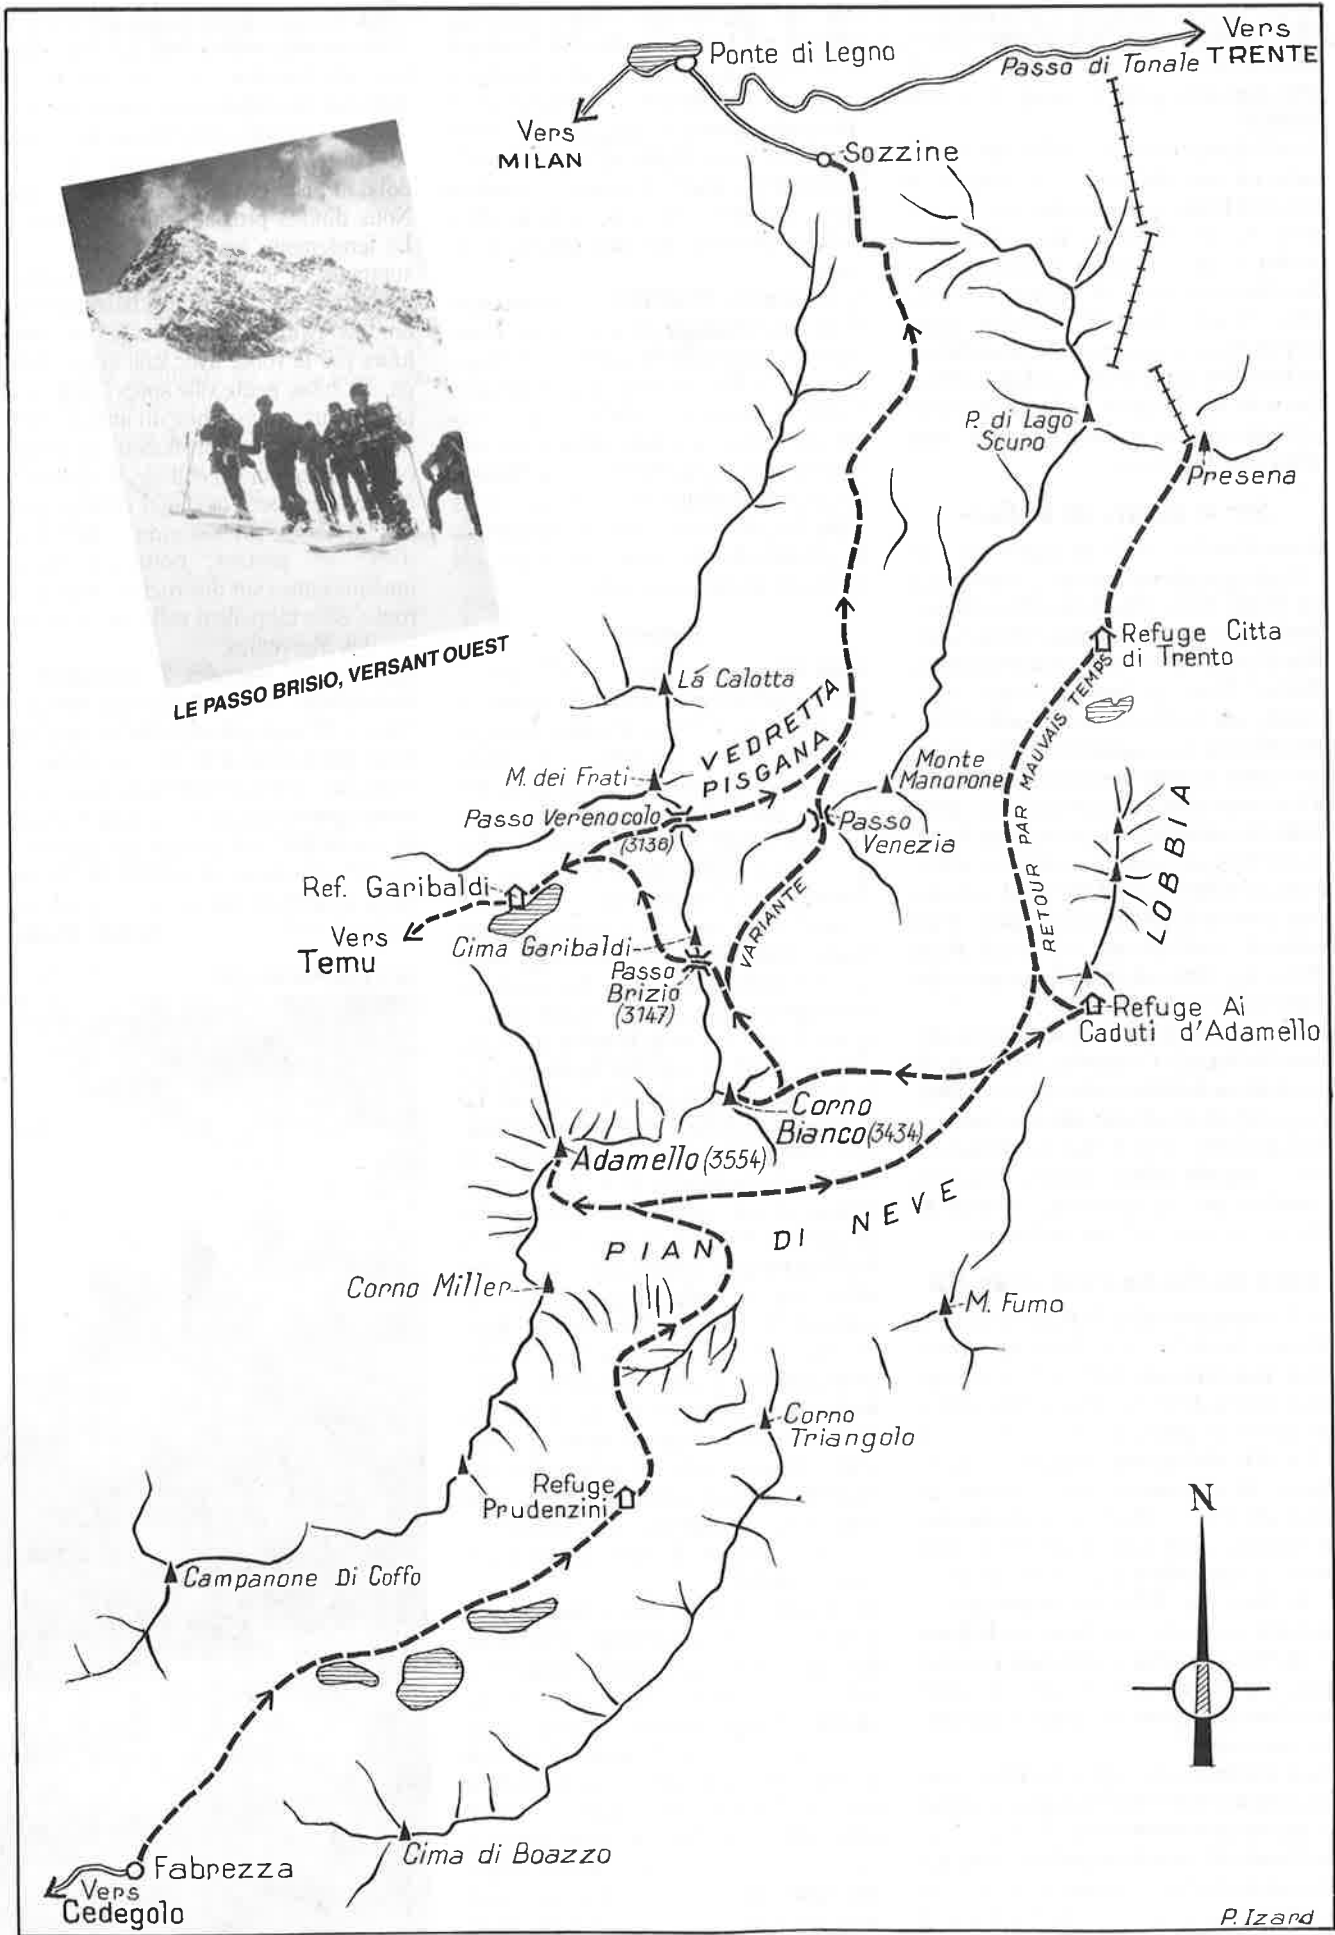 Ponte di Legno
Vers
TRENTE
Passo di Tonale
Vers
MILAN
Sozzine
P. di Lago
Scuro
Presena
Refuge Citta
di Trento
LE PASSO BRISIO, VERSANT OUEST
La Calotta
VEDRETTA
PISGANA
M. dei Frati
Monte
Manorone
Passo Verenocolo
(3136)
Passo
Venezia
RETOUR PAR MAUVAIS TEMPS
LOBBIA
Ref. Garibaldi
VARIANTE
Vers
Temu
Cima Garibaldi
Passo
Brizio
(3147)
Refuge Ai
Caduti d'Adamello
Corno
Bianco (3434)
Adamello (3554)
PIAN DI NEVE
Corno Miller
M. Fumo
Corno
Triangolo
Refuge
Prudenzini
N
Campanone Di Coffo
Cima di Boazzo
Fabrezza
Vers
Cedegolo
P. Izard